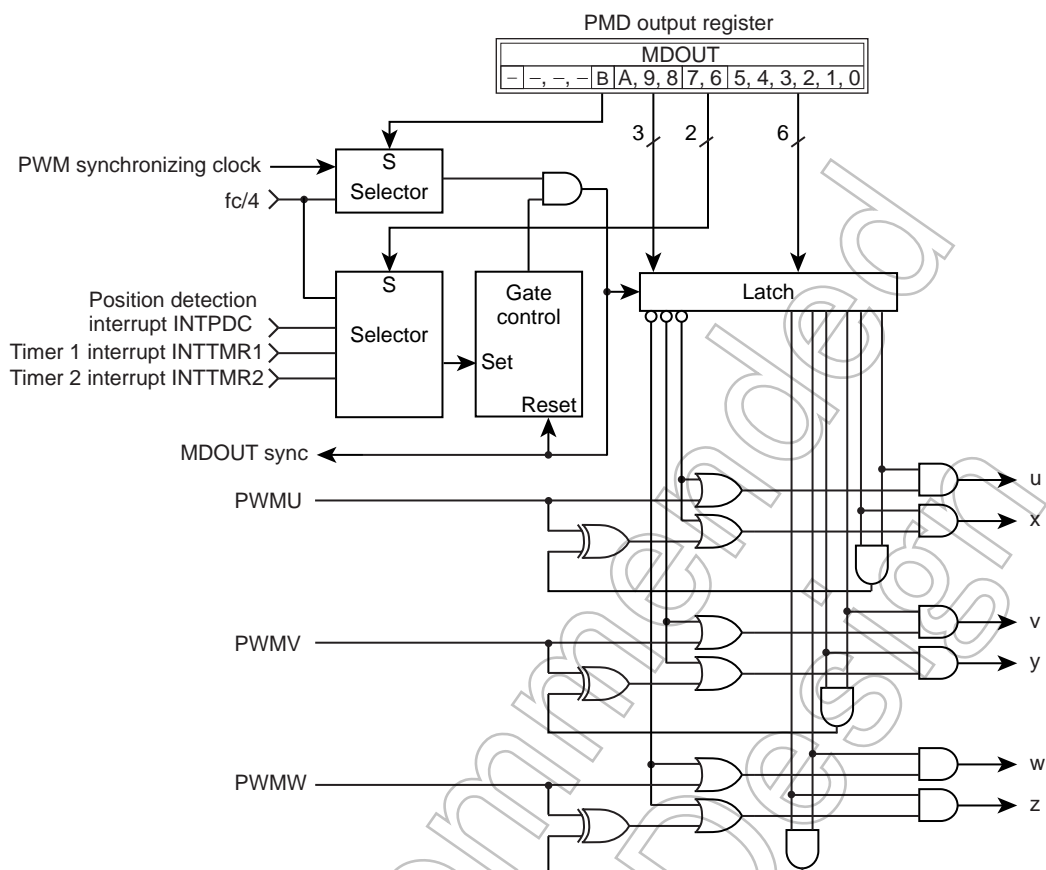 PMD output register
MDOUT
– –, –, – B A, 9, 8 7, 6 5, 4, 3, 2, 1, 0
3 2 6
PWM synchronizing clock
S
Selector
fc/4
S
Selector
Gate
control
Set
Reset
Latch
Position detection
interrupt INTPDC
Timer 1 interrupt INTTMR1
Timer 2 interrupt INTTMR2
MDOUT sync
PWMU
u
x
PWMV
v
y
PWMW
w
z
ommended
Design